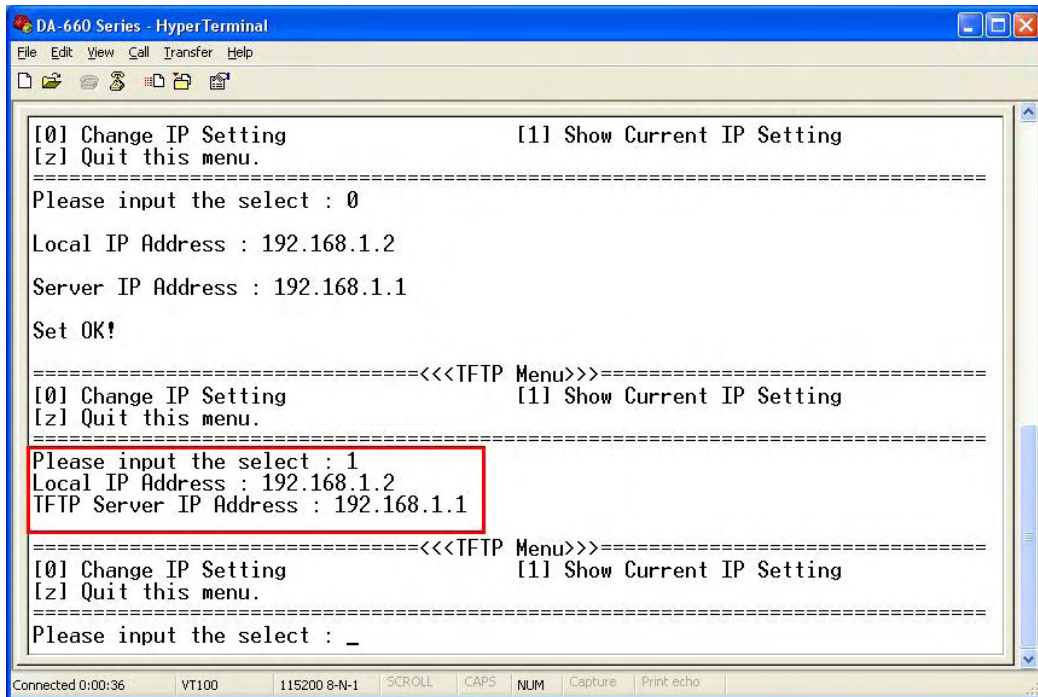 DA-660 Series - HyperTerminal
File Edit View Call Transfer Help
[0] Change IP Setting [1] Show Current IP Setting
[z] Quit this menu.
===============================================================================
Please input the select : 0
Local IP Address : 192.168.1.2
Server IP Address : 192.168.1.1
Set OK!
================================<<<TFTP Menu>>>================================
[0] Change IP Setting [1] Show Current IP Setting
[z] Quit this menu.
===============================================================================
Please input the select : 1
Local IP Address : 192.168.1.2
TFTP Server IP Address : 192.168.1.1
================================<<<TFTP Menu>>>================================
[0] Change IP Setting [1] Show Current IP Setting
[z] Quit this menu.
===============================================================================
Please input the select : _
Connected 0:00:36 VT100 115200 8-N-1 SCROLL CAPS NUM Capture Print echo